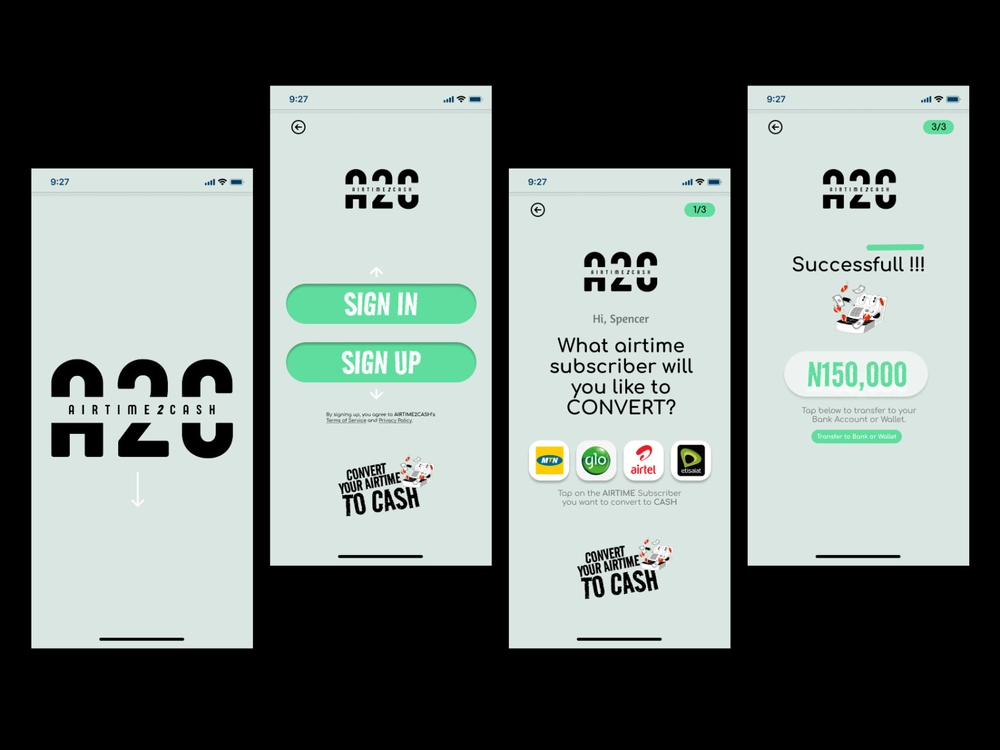 9:27
A2C
AIRTIME2CASH
9:27
A2C
AIRTIME2CASH
SIGN IN
SIGN UP
By signing up, you agree to AIRTIME2CASH's
Terms of Service and Privacy Policy.
CONVERT
YOUR AIRTIME
TO CASH
9:27
1/3
A2C
AIRTIME2CASH
Hi, Spencer
What airtime
subscriber will
you like to
CONVERT?
MTN
glo
airtel
etisalat
Tap on the AIRTIME Subscriber
you want to convert to CASH
CONVERT
YOUR AIRTIME
TO CASH
9:27
3/3
A2C
AIRTIME2CASH
Successfull !!!
N150,000
Tap below to transfer to your
Bank Account or Wallet.
Transfer to Bank or Wallet